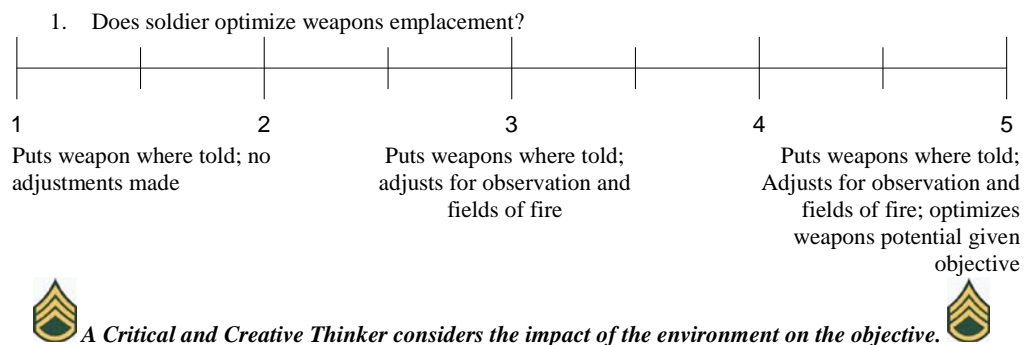 1. Does soldier optimize weapons emplacement?
1 2 3 4 5
Puts weapon where told; no
adjustments made
Puts weapons where told;
adjusts for observation and
fields of fire
Puts weapons where told;
Adjusts for observation and
fields of fire; optimizes
weapons potential given
objective
A Critical and Creative Thinker considers the impact of the environment on the objective.